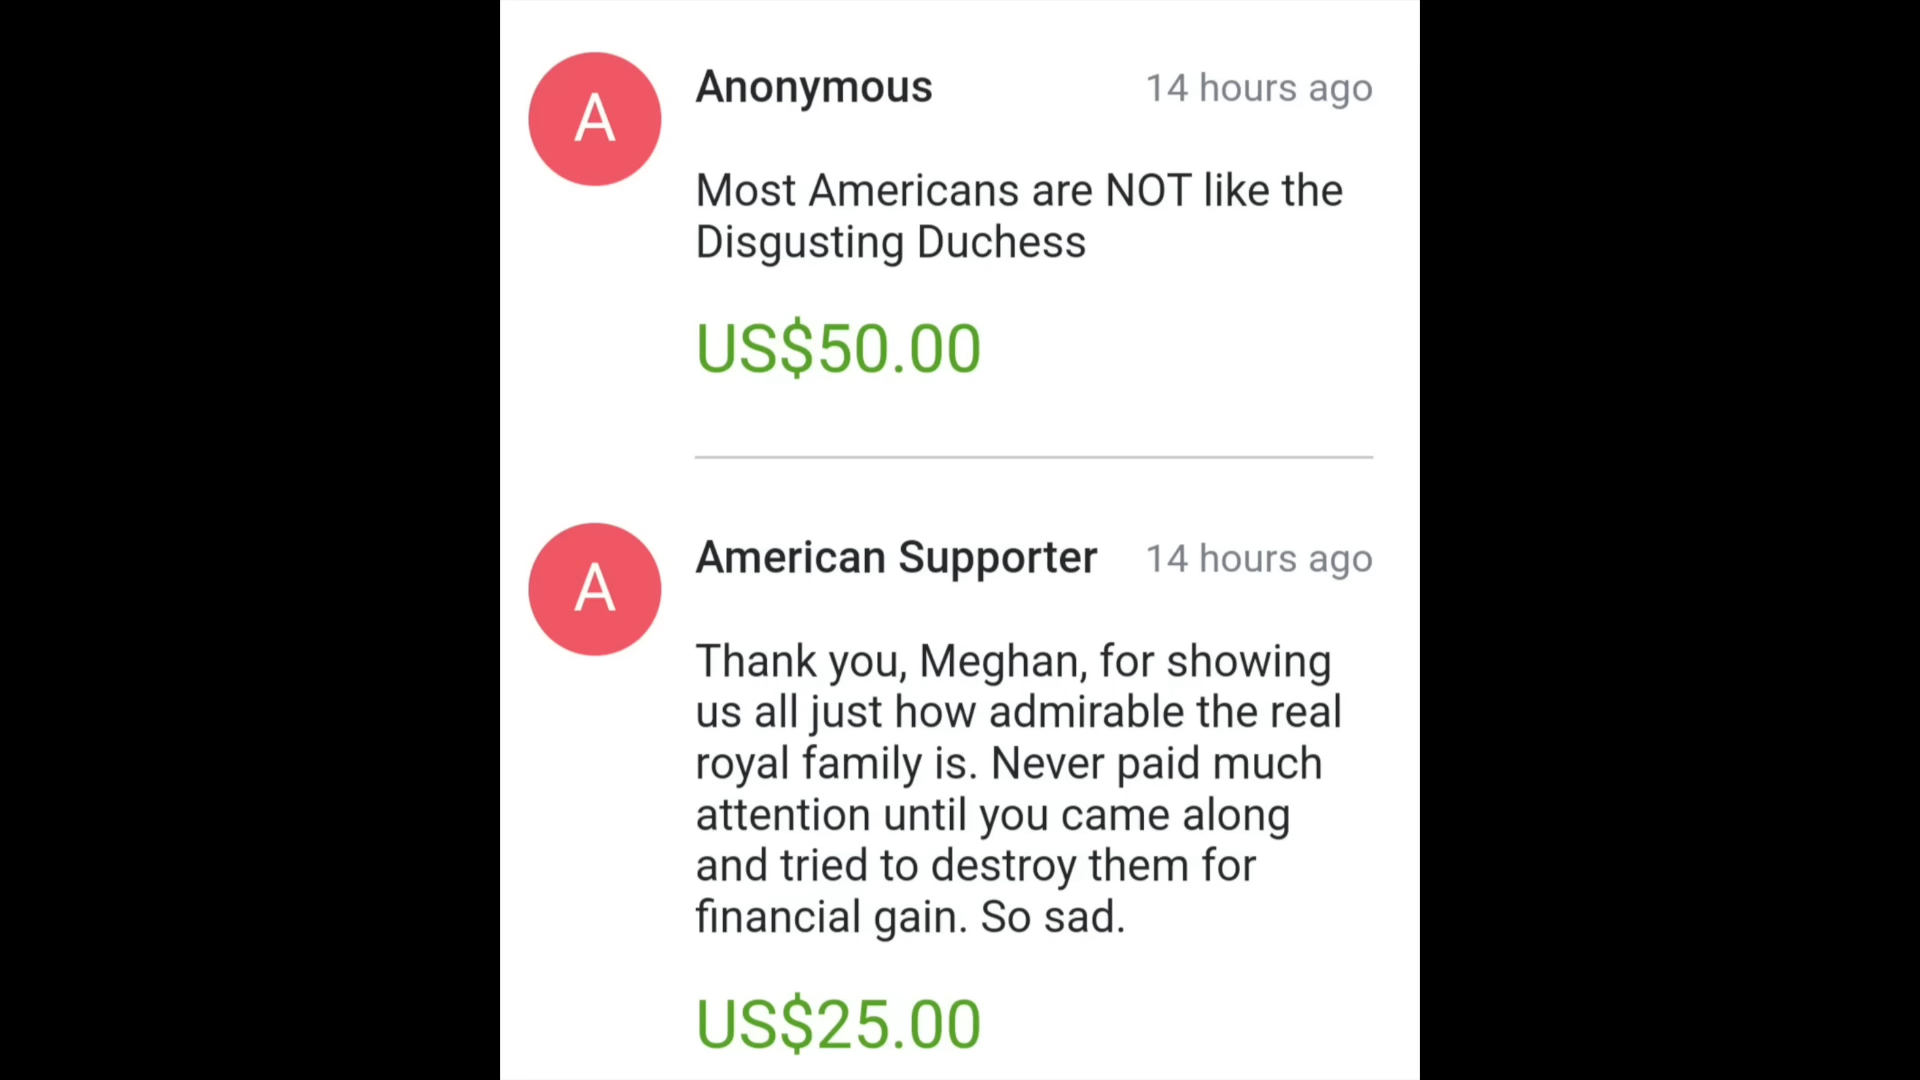 A
Anonymous
14 hours ago
Most Americans are NOT like the
Disgusting Duchess
US$50.00
A
American Supporter
14 hours ago
Thank you, Meghan, for showing
us all just how admirable the real
royal family is. Never paid much
attention until you came along
and tried to destroy them for
financial gain. So sad.
US$25.00